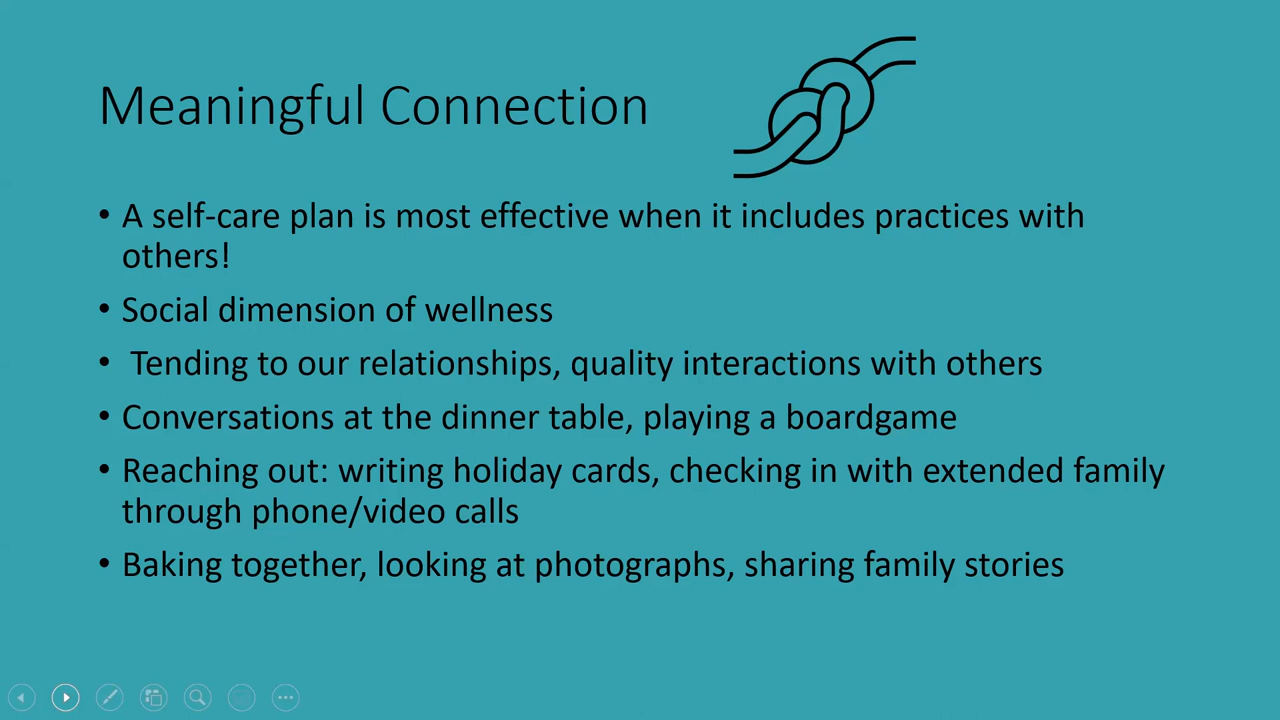 Meaningful Connection
• A self-care plan is most effective when it includes practices with
others!
• Social dimension of wellness
• Tending to our relationships, quality interactions with others
• Conversations at the dinner table, playing a boardgame
• Reaching out: writing holiday cards, checking in with extended family
through phone/video calls
• Baking together, looking at photographs, sharing family stories